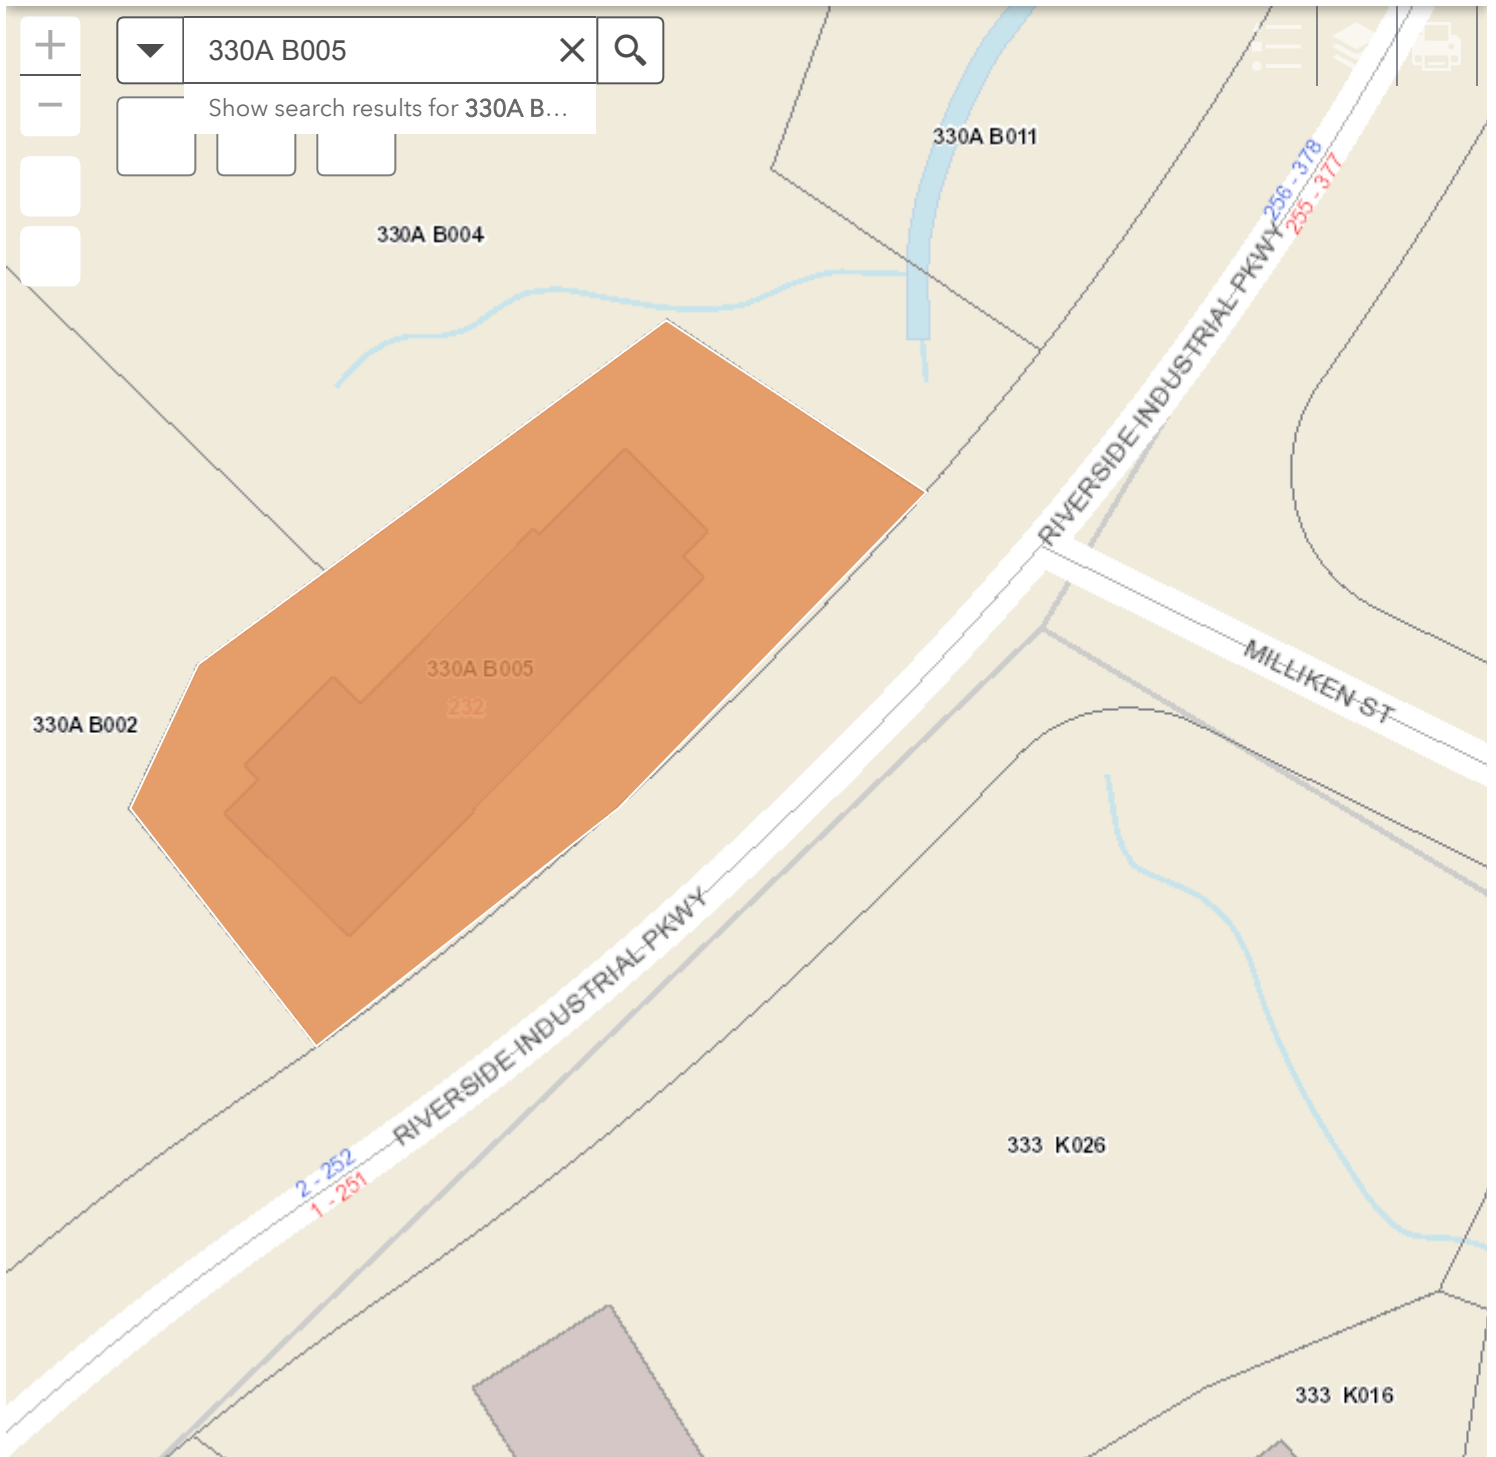 330A B005
Show search results for 330A B...
330A B011
256 - 378
255 - 377
330A B004
RIVERSIDE INDUSTRIAL PKWY
330A B005
232
MILLIKEN ST
330A B002
RIVERSIDE INDUSTRIAL PKWY
333 K026
2 - 252
1 - 251
333 K016